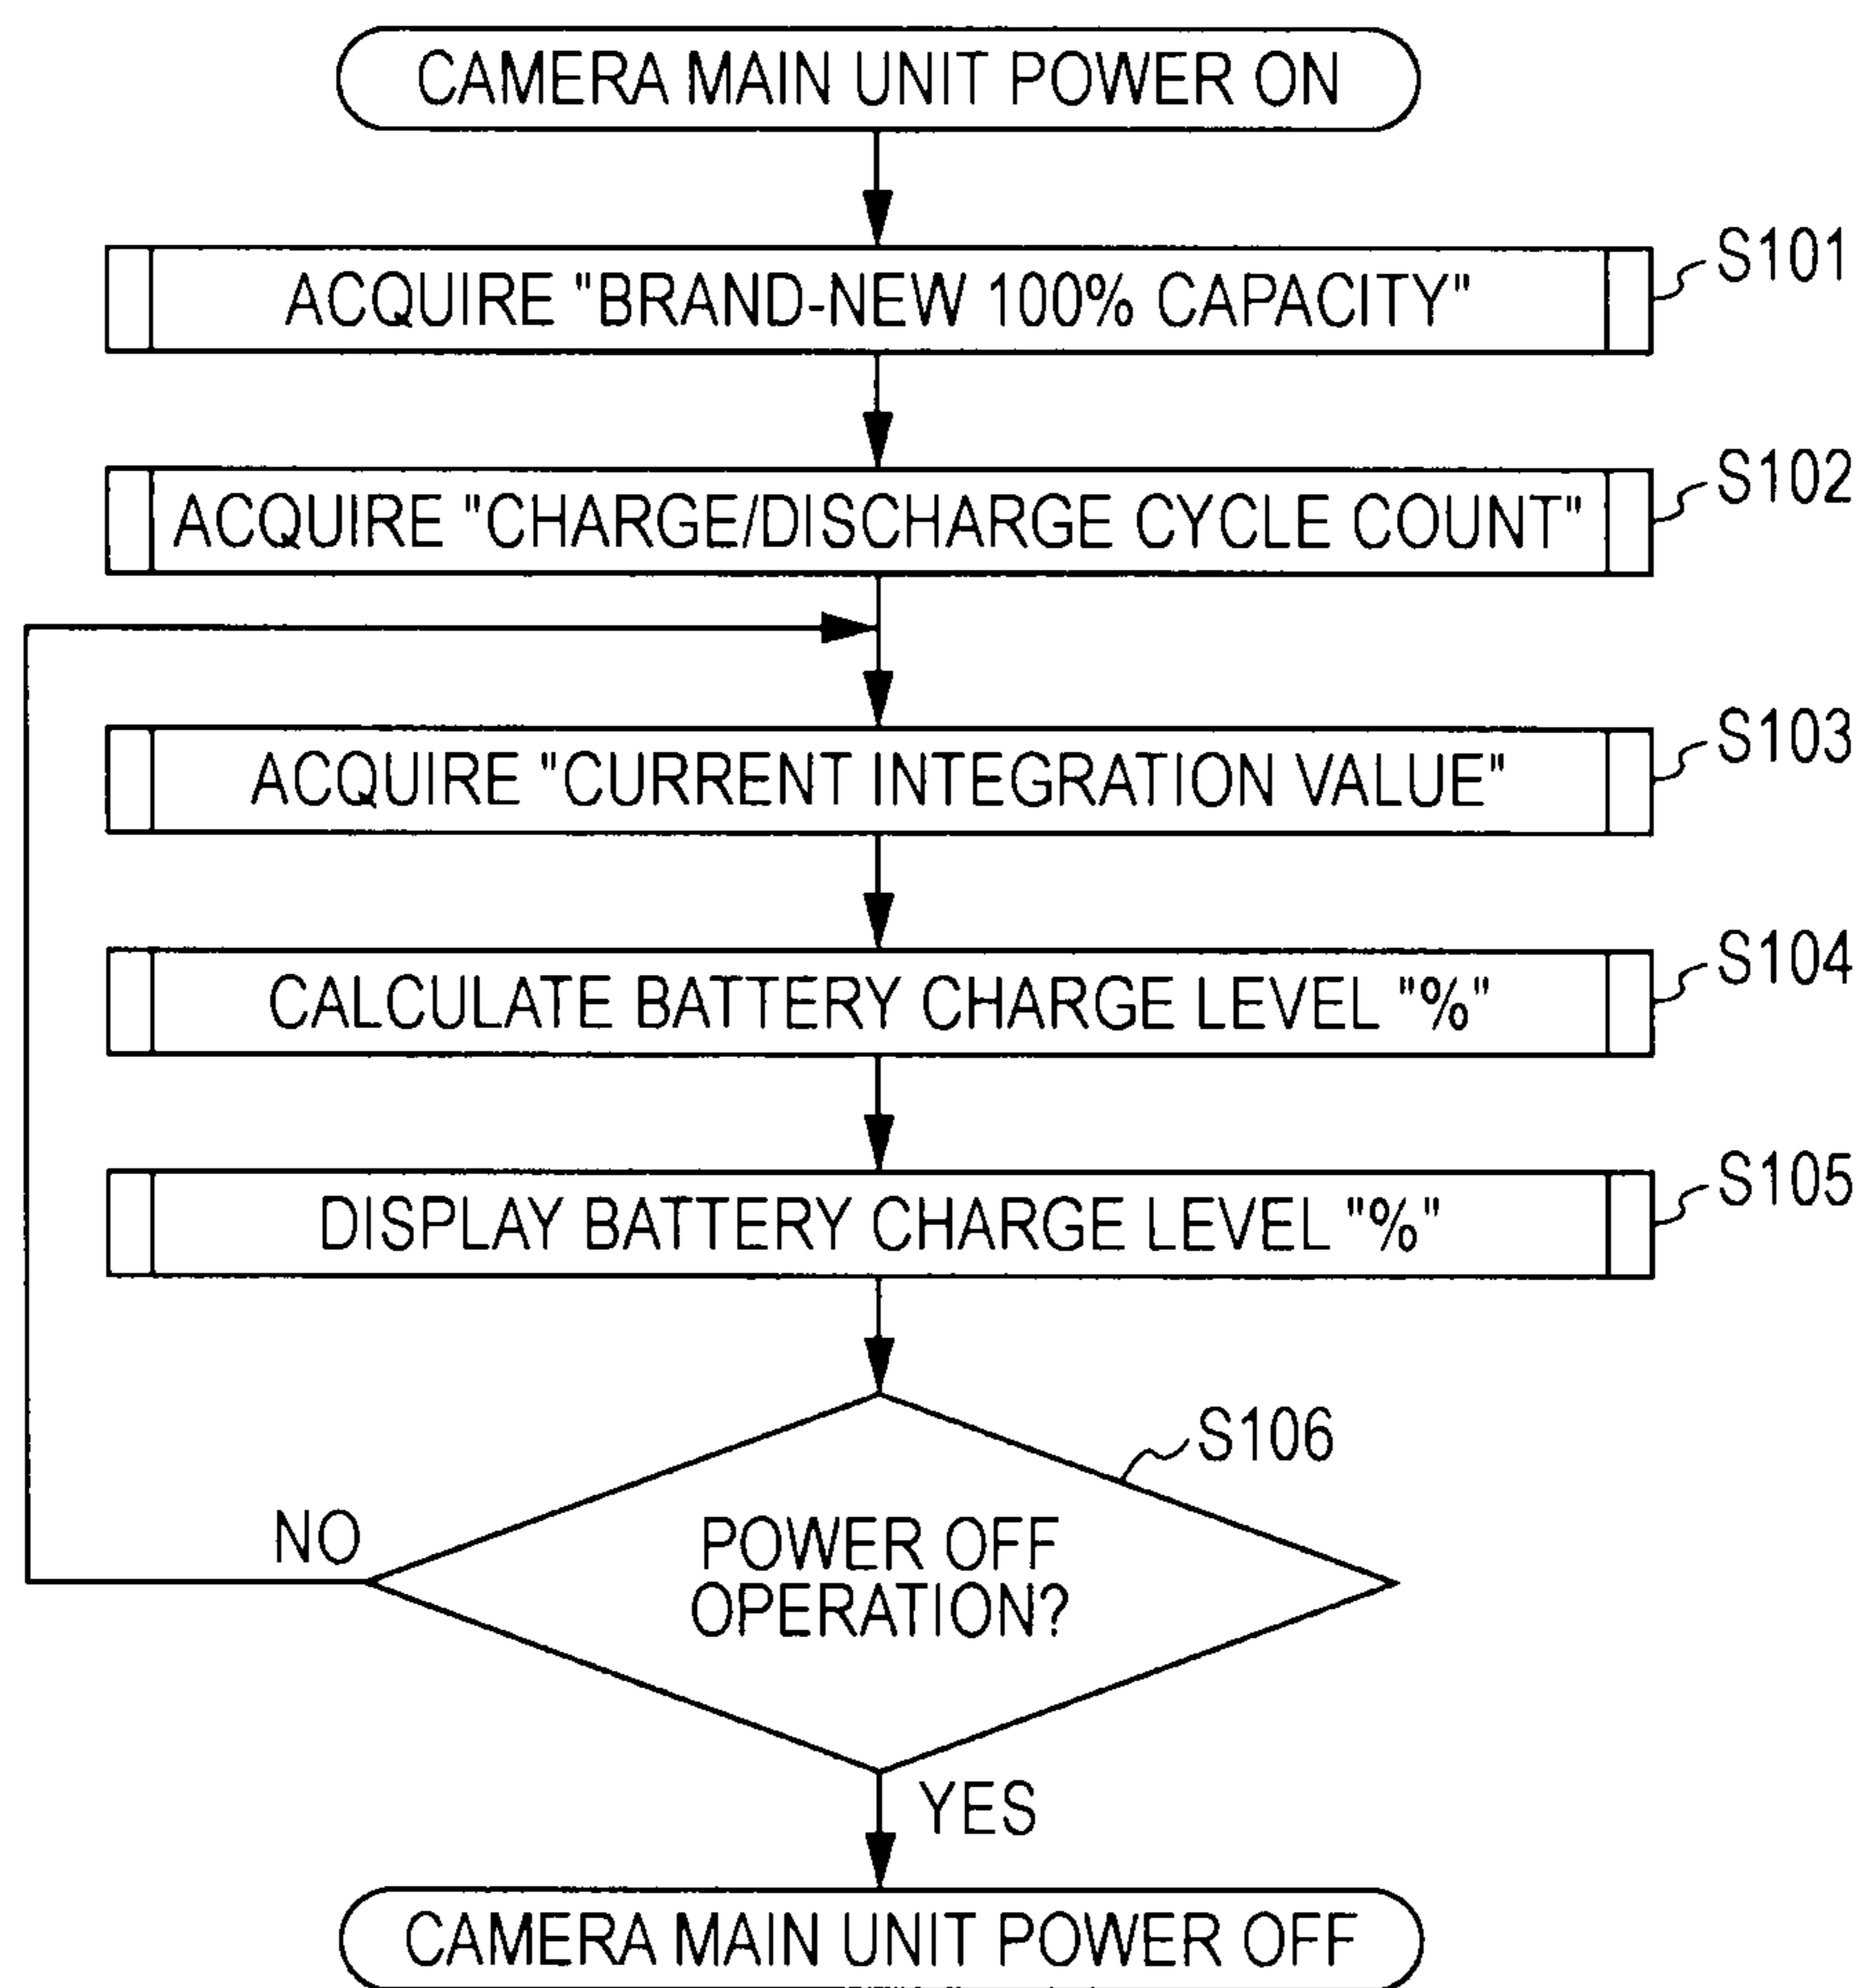 CAMERA MAIN UNIT POWER ON
ACQUIRE "BRAND-NEW 100% CAPACITY"
S101
ACQUIRE "CHARGE/DISCHARGE CYCLE COUNT"
S102
ACQUIRE "CURRENT INTEGRATION VALUE"
S103
CALCULATE BATTERY CHARGE LEVEL "%"
S104
DISPLAY BATTERY CHARGE LEVEL "%"
S105
S106
NO
POWER OFF
OPERATION?
YES
CAMERA MAIN UNIT POWER OFF